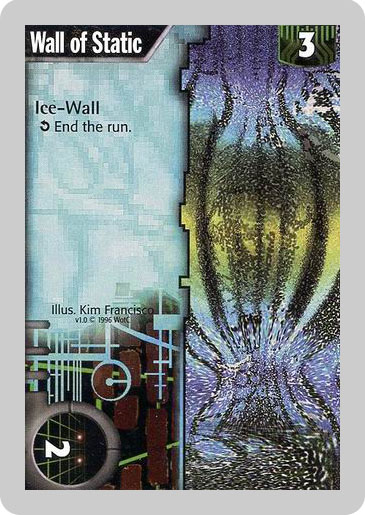 Wall of Static
3
Ice-Wall
End the run.
Illus. Kim Francisco
v1.0 © 1996 WotC
2